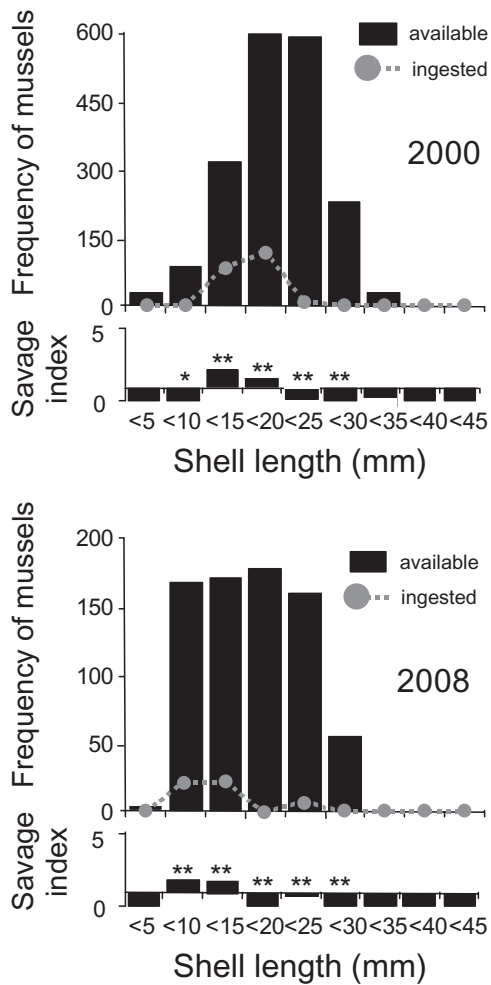 600
450
300
150
0
Frequency of mussels
available
ingested
2000
5
0
Savage
index
* ** ** ** **
<5 <10 <15 <20 <25 <30 <35 <40 <45
Shell length (mm)
200
150
100
50
0
Frequency of mussels
available
ingested
2008
5
0
Savage
index
** ** ** ** **
<5 <10 <15 <20 <25 <30 <35 <40 <45
Shell length (mm)